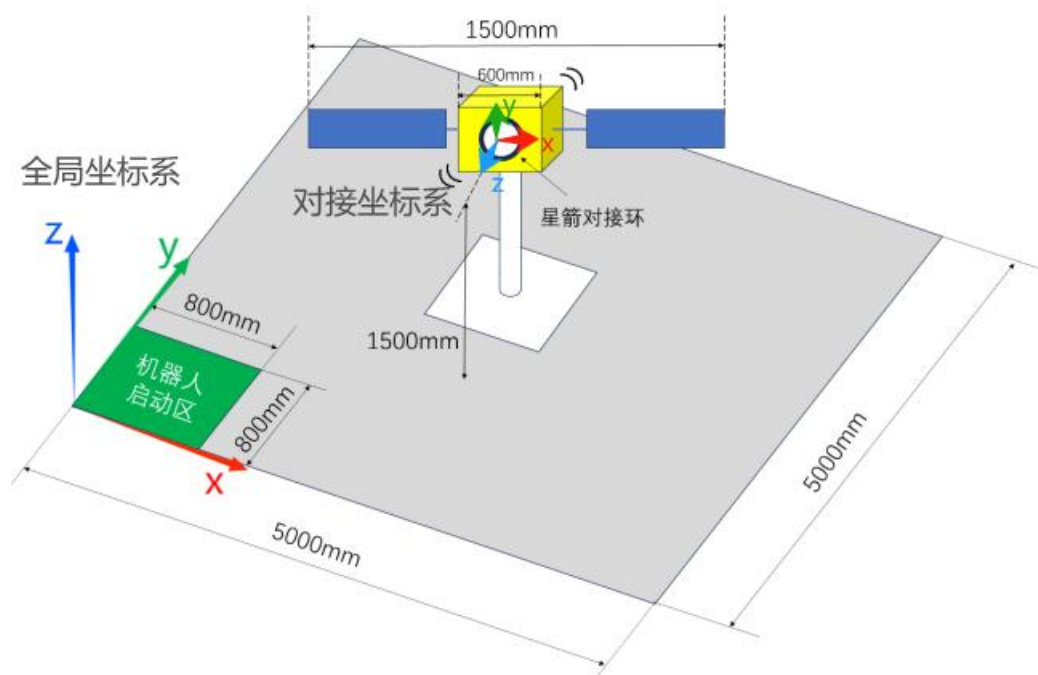 1500mm
600mm
y
x
z
全局坐标系
对接坐标系
星箭对接环
z
y
800mm
1500mm
机器人
启动区
800mm
x
5000mm
5000mm